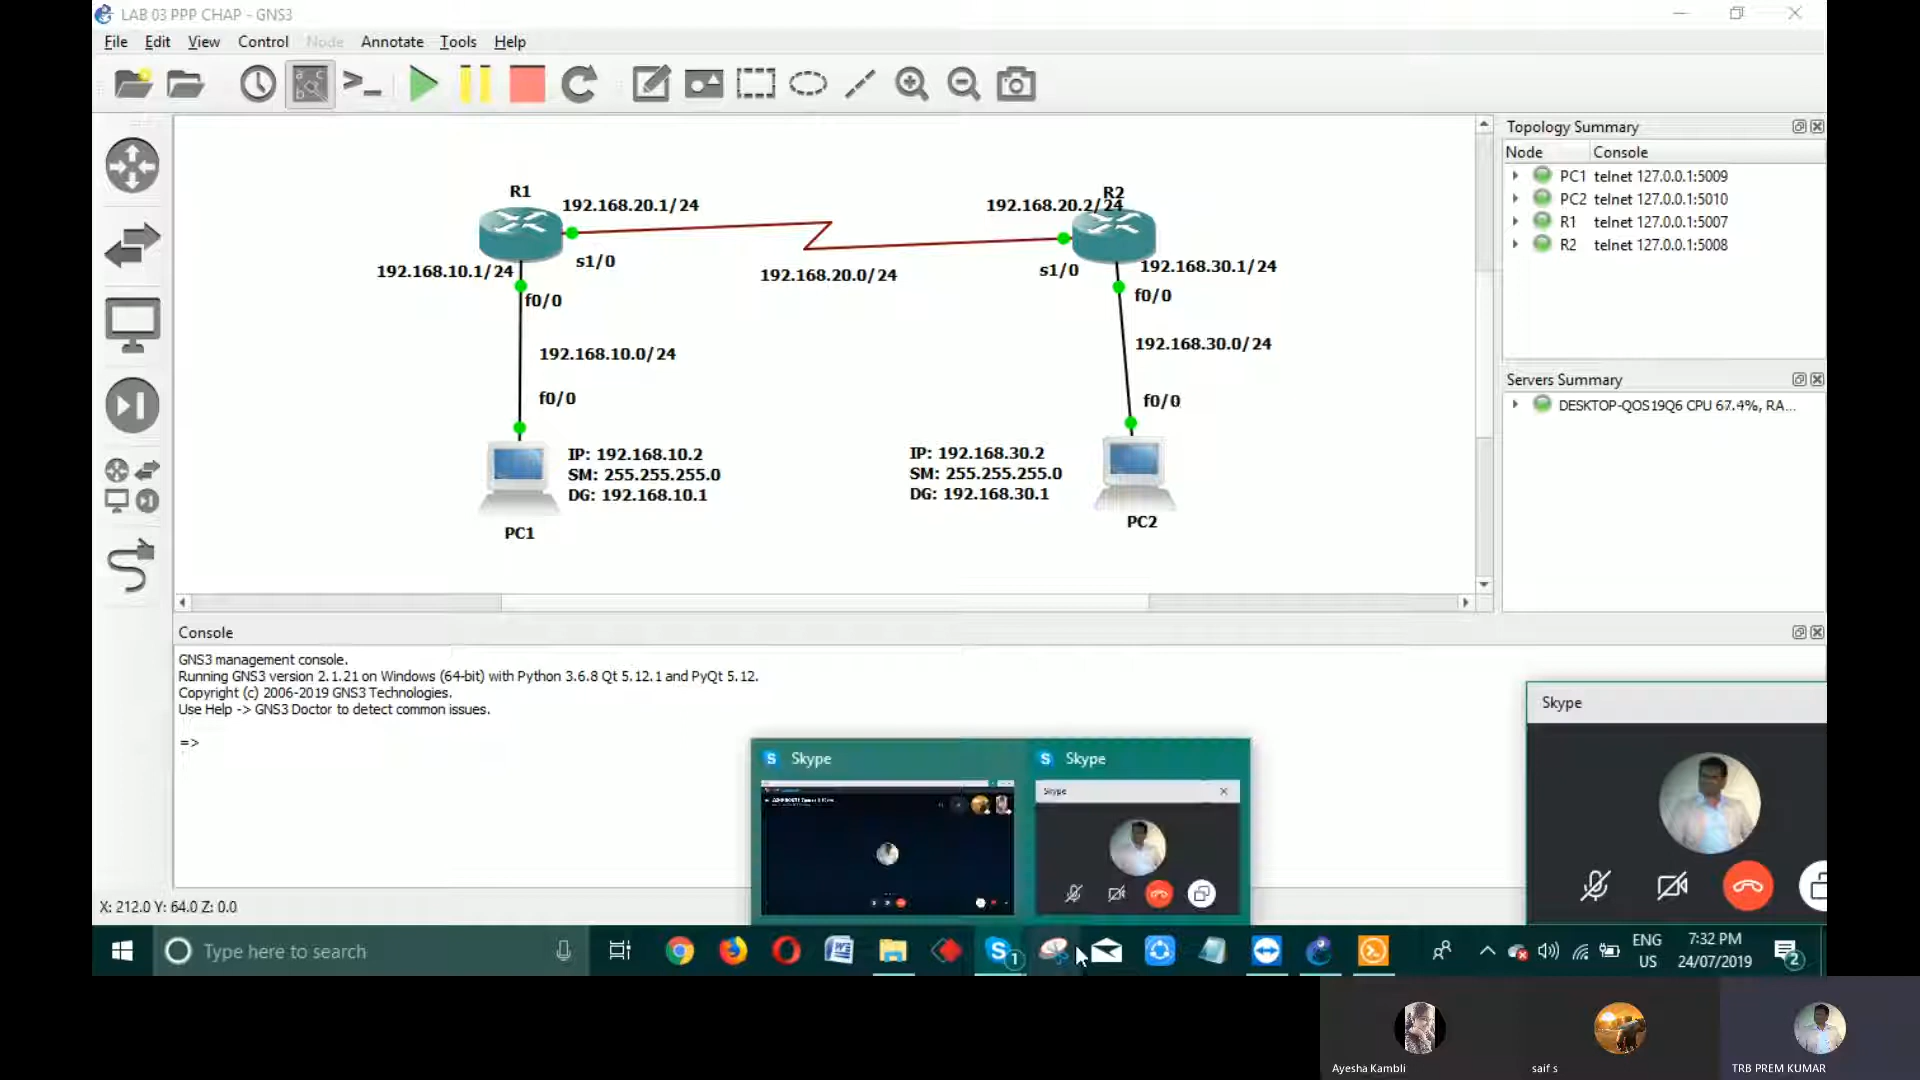 LAB 03 PPP CHAP - GNS3
File Edit View Control Node Annotate Tools Help
Topology Summary
Node Console
PC1 telnet 127.0.0.1:5009
PC2 telnet 127.0.0.1:5010
R1 telnet 127.0.0.1:5007
R2 telnet 127.0.0.1:5008
Servers Summary
DESKTOP-QOS19Q6 CPU 67.4%, RA...
R1
192.168.20.1/24
192.168.20.2/24
R2
s1/0
192.168.10.1/24
192.168.20.0/24
s1/0
192.168.30.1/24
f0/0
f0/0
192.168.10.0/24
192.168.30.0/24
f0/0
f0/0
IP: 192.168.10.2
SM: 255.255.255.0
DG: 192.168.10.1
IP: 192.168.30.2
SM: 255.255.255.0
DG: 192.168.30.1
PC1
PC2
Console
GNS3 management console.
Running GNS3 version 2.1.21 on Windows (64-bit) with Python 3.6.8 Qt 5.12.1 and PyQt 5.12.
Copyright (c) 2006-2019 GNS3 Technologies.
Use Help -> GNS3 Doctor to detect common issues.
=>
Skype
Skype
Skype
Skype
X: 212.0 Y: 64.0 Z: 0.0
Type here to search
1
ENG
US
7:32 PM
24/07/2019
2
Ayesha Kambli
saif s
TRB PREM KUMAR